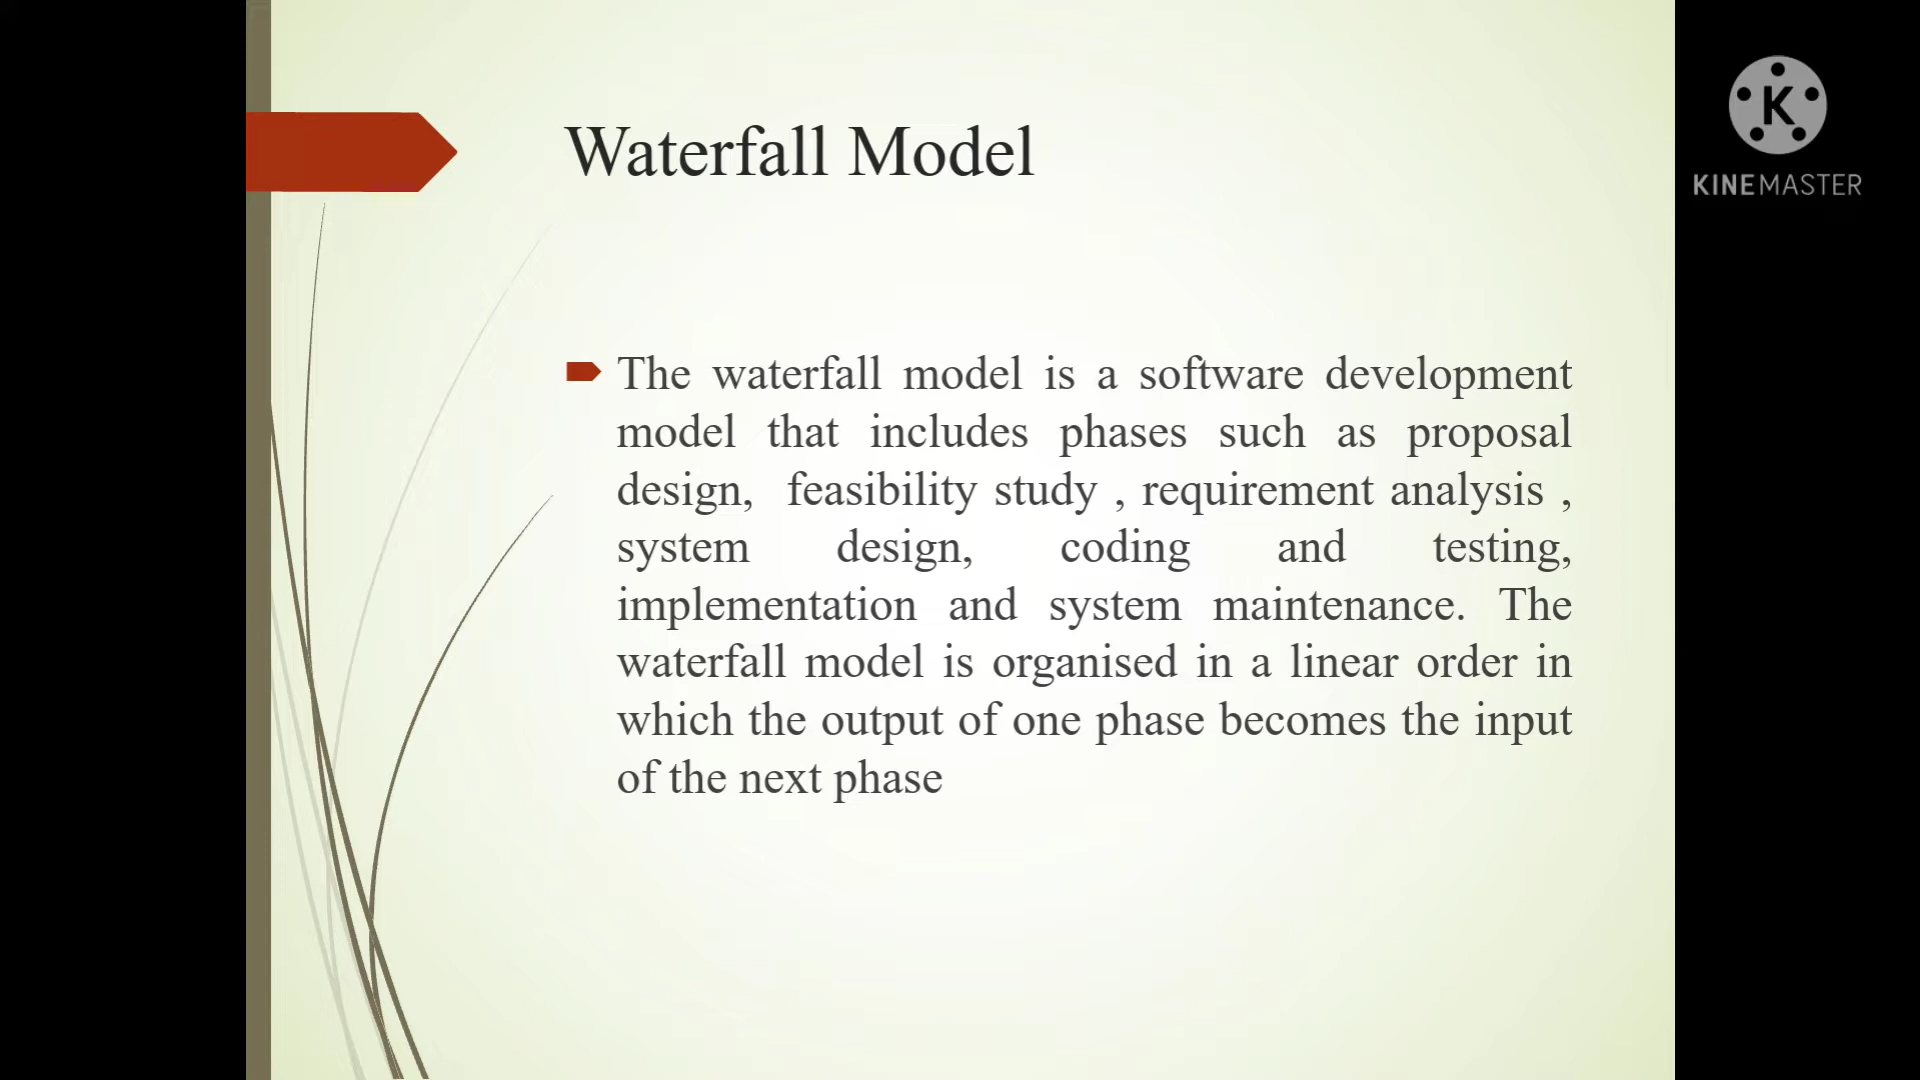 Waterfall Model
The waterfall model is a software development
model that includes phases such as proposal
design, feasibility study , requirement analysis ,
system design, coding and testing,
implementation and system maintenance. The
waterfall model is organised in a linear order in
which the output of one phase becomes the input
of the next phase
K
KINEMASTER